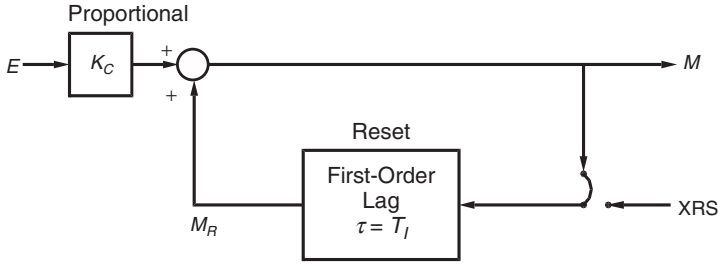 Proportional
E
K_C
+
+
M
Reset
First-Order
Lag
τ = T_I
M_R
XRS